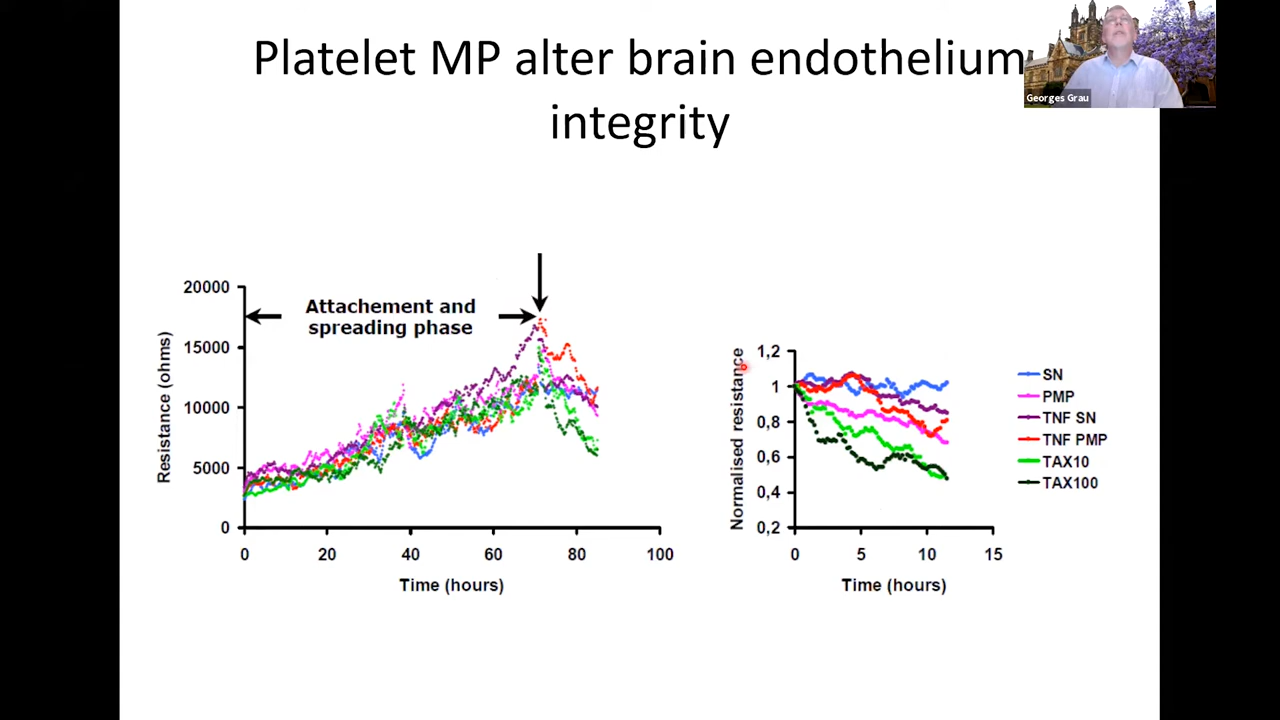 Platelet MP alter brain endothelium
integrity
Georges Grau
Attachement and
spreading phase
Resistance (ohms)
20000
15000
10000
5000
0
0 20 40 60 80 100
Time (hours)
Normalised resistance
1,2
1
0,8
0,6
0,4
0,2
0 5 10 15
Time (hours)
SN
PMP
TNF SN
TNF PMP
TAX10
TAX100